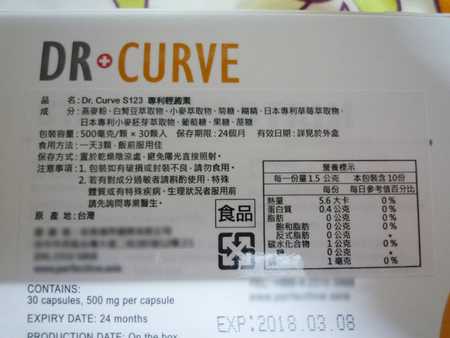 DR CURVE
品 名：Dr. Curve S123 專利輕緻素
成 分：燕麥粉、白腎豆萃取物、小麥萃取物、菊糖、糊精、日本專利草莓萃取物、
日本專利小麥胚芽萃取物、葡萄糖、果糖、蔗糖
包裝容量：500毫克/顆 × 30顆入 保存期限：24個月 有效日期：詳見於外盒
食用方式：一天3顆，飯前服用佳
保存方式：置於乾燥陰涼處，避免陽光直接照射。
注意事項：1. 包裝如有破損或封裝不良，請勿食用。
2. 若有對成分過敏者請斟酌使用，特殊
體質或有特殊疾病、生理狀況者服用前
請先詢問專業醫生。
原 產 地：台灣
食品
營養標示
每一份量1.5 公克 本包裝含10份
每份 每日參考值百分比
熱量 5.6 大卡 0%
蛋白質 0.4 公克 0%
脂肪 0 公克 0%
飽和脂肪 0 公克 0%
反式脂肪 0 公克 *
碳水化合物 1 公克 0%
糖 0 公克 *
鈉 1 毫克 0%
CONTAINS:
30 capsules, 500 mg per capsule
EXPIRY DATE: 24 months
PRODUCTION DATE: On the box
EXP:2018.03.08